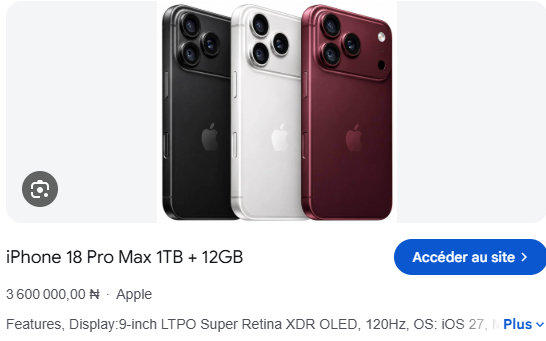 iPhone 18 Pro Max 1TB + 12GB
Accéder au site
3 600 000,00 ₦ · Apple
Features, Display:9-inch LTPO Super Retina XDR OLED, 120Hz, OS: iOS 27, M
Plus